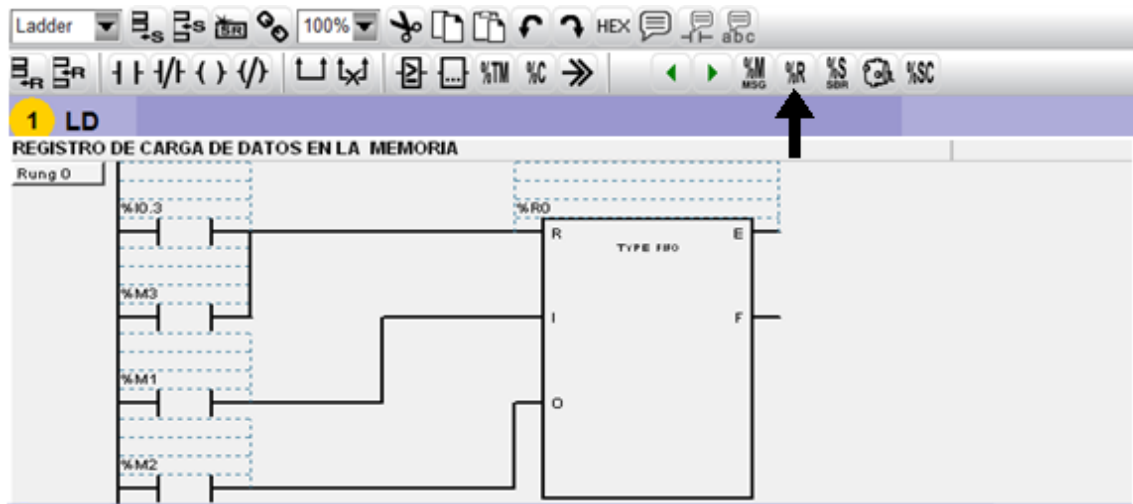 Ladder S S SR 100% HEX abc
R R %TM %C %M MSG %R %S SBR %SC
1 LD
REGISTRO DE CARGA DE DATOS EN LA MEMORIA
Rung 0
%I0.3 %R0
R TYPE FIFO E
%M3
I F
%M1
O
%M2